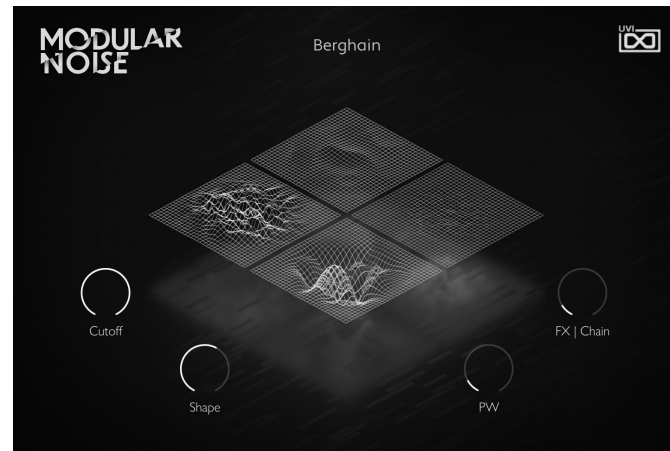 MODULAR
NOISE
Berghain
UVI
Cutoff
FX | Chain
Shape
PW